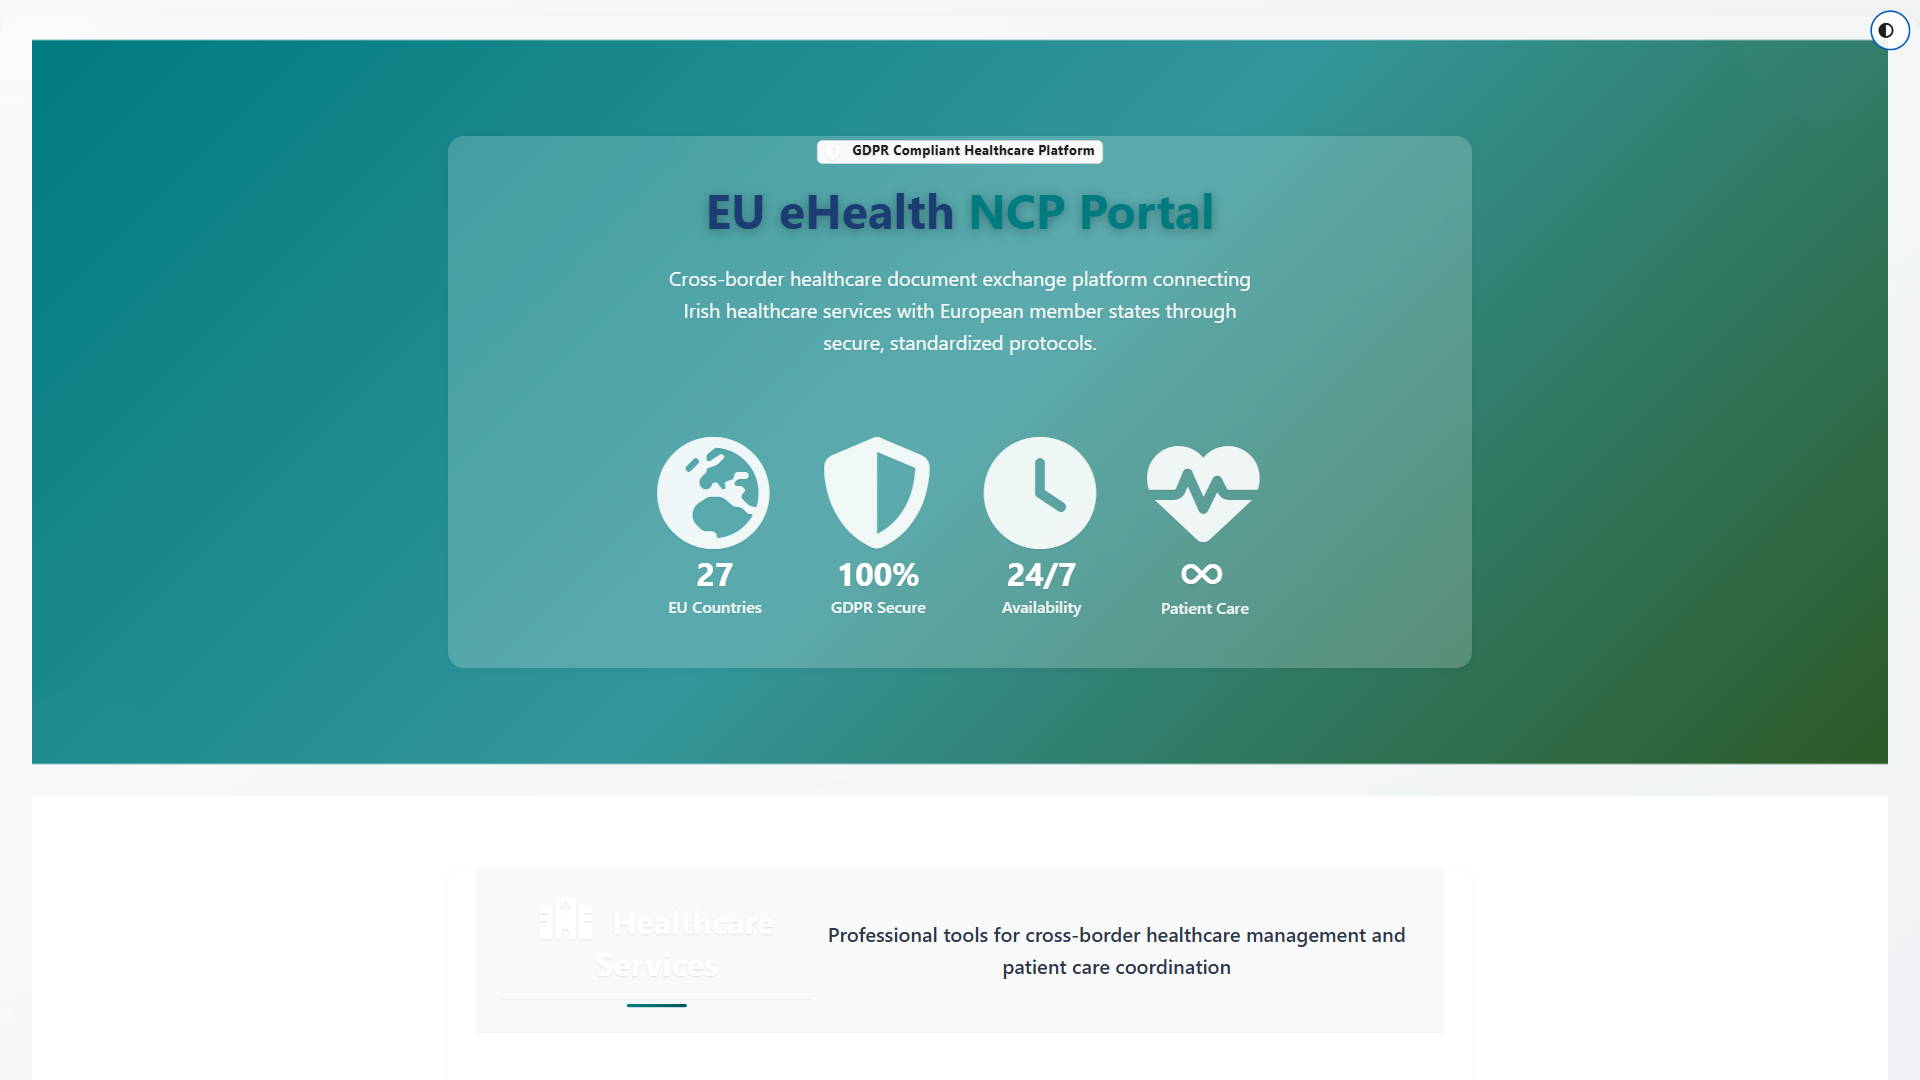 GDPR Compliant Healthcare Platform
EU eHealth NCP Portal
Cross-border healthcare document exchange platform connecting
Irish healthcare services with European member states through
secure, standardized protocols.
27
EU Countries
100%
GDPR Secure
24/7
Availability
∞
Patient Care
Healthcare
Services
Professional tools for cross-border healthcare management and
patient care coordination